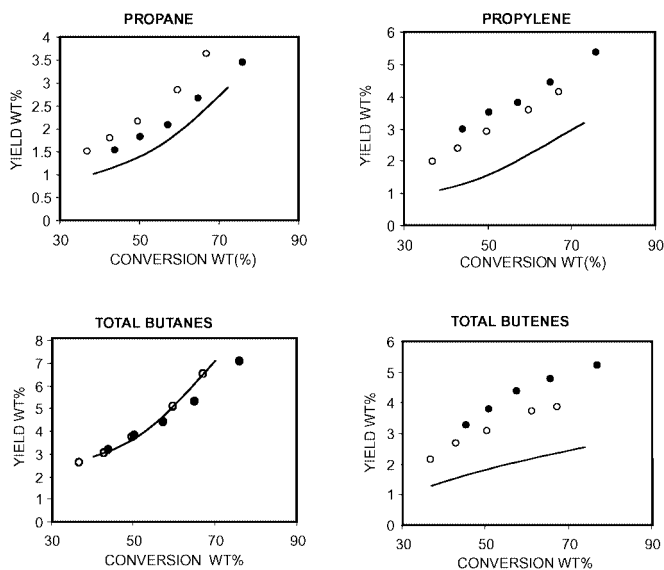 PROPANE
YIELD WT%
4
3.5
3
2.5
2
1.5
1
0.5
0
30 50 70 90
CONVERSION WT(%)
PROPYLENE
YIELD WT%
6
5
4
3
2
1
0
30 50 70 90
CONVERSION WT(%)
TOTAL BUTANES
YIELD WT%
8
7
6
5
4
3
2
1
0
30 50 70 90
CONVERSION WT%
TOTAL BUTENES
YIELD WT%
6
5
4
3
2
1
0
30 50 70 90
CONVERSION WT%